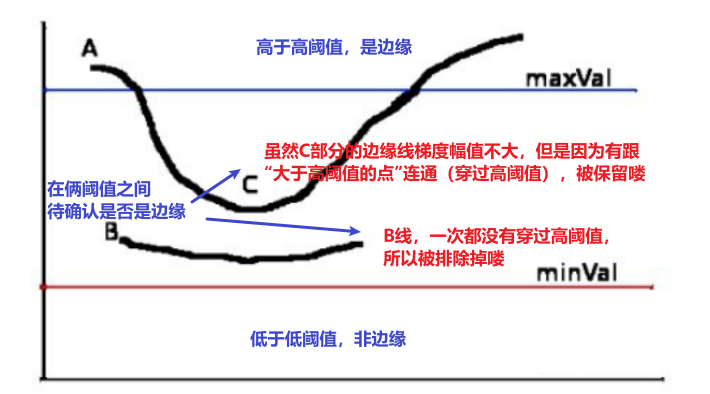 高于高阈值，是边缘
A
maxVal
虽然C部分的边缘线梯度幅值不大，但是因为有跟
“大于高阈值的点”连通（穿过高阈值），被保留喽
C
在俩阈值之间
待确认是否是边缘
B
B线，一次都没有穿过高阈值，
所以被排除掉喽
minVal
低于低阈值，非边缘